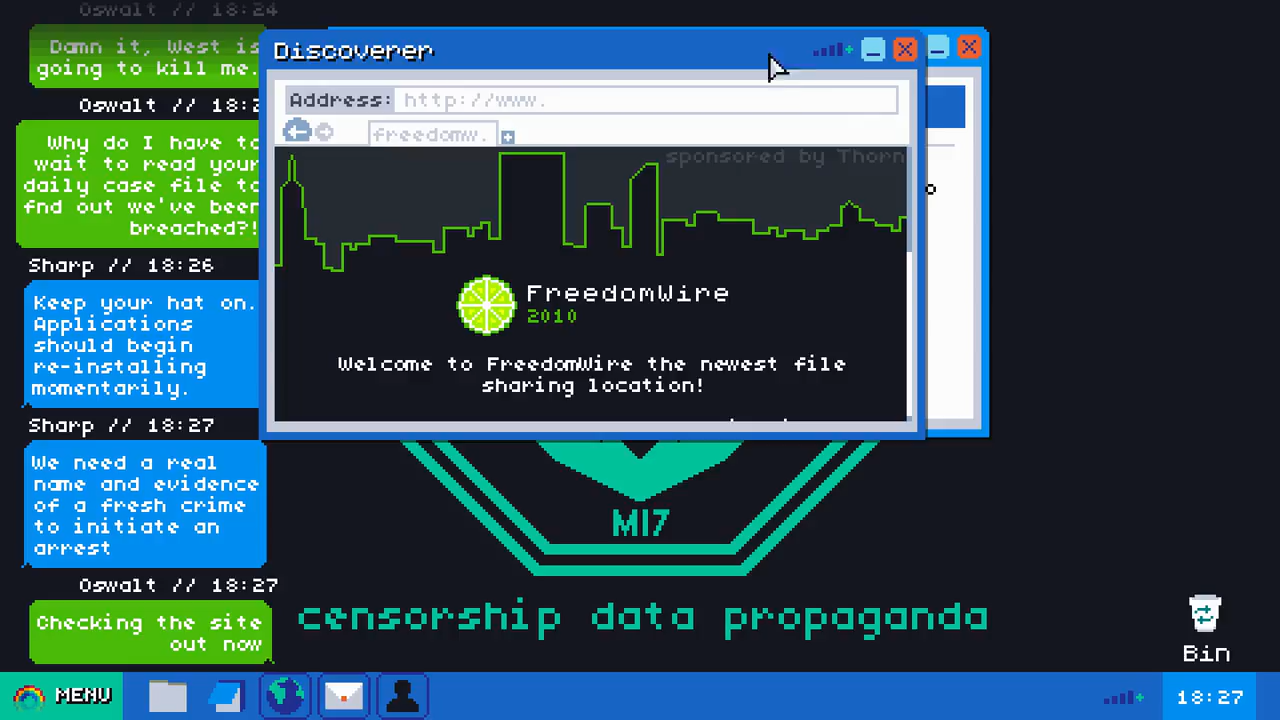 Oswalt // 18:24
Damn it, West is
going to kill me.
Oswalt // 18:2
Why do I have to
wait to read your
daily case file to
fnd out we've been
breached?!
Sharp // 18:26
Keep your hat on.
Applications
should begin
re-installing
momentarily.
Sharp // 18:27
We need a real
name and evidence
of a fresh crime
to initiate an
arrest
Oswalt // 18:27
Checking the site
out now
Discoverer
Address: http://www.
freedomw.
sponsored by Thorn
FreedomWire
2010
Welcome to FreedomWire the newest file
sharing location!
o
MI7
censorship data propaganda
Bin
MENU
18:27